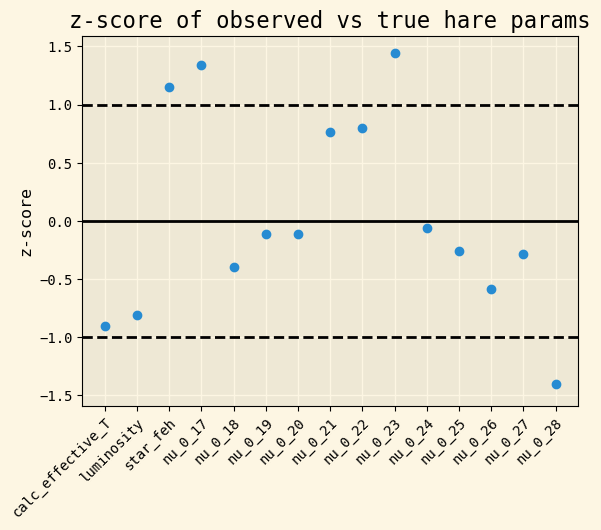 z-score of observed vs true hare params
z-score
1.5
1.0
0.5
0.0
−0.5
−1.0
−1.5
calc_effective_T
luminosity
star_feh
nu_0_17
nu_0_18
nu_0_19
nu_0_20
nu_0_21
nu_0_22
nu_0_23
nu_0_24
nu_0_25
nu_0_26
nu_0_27
nu_0_28